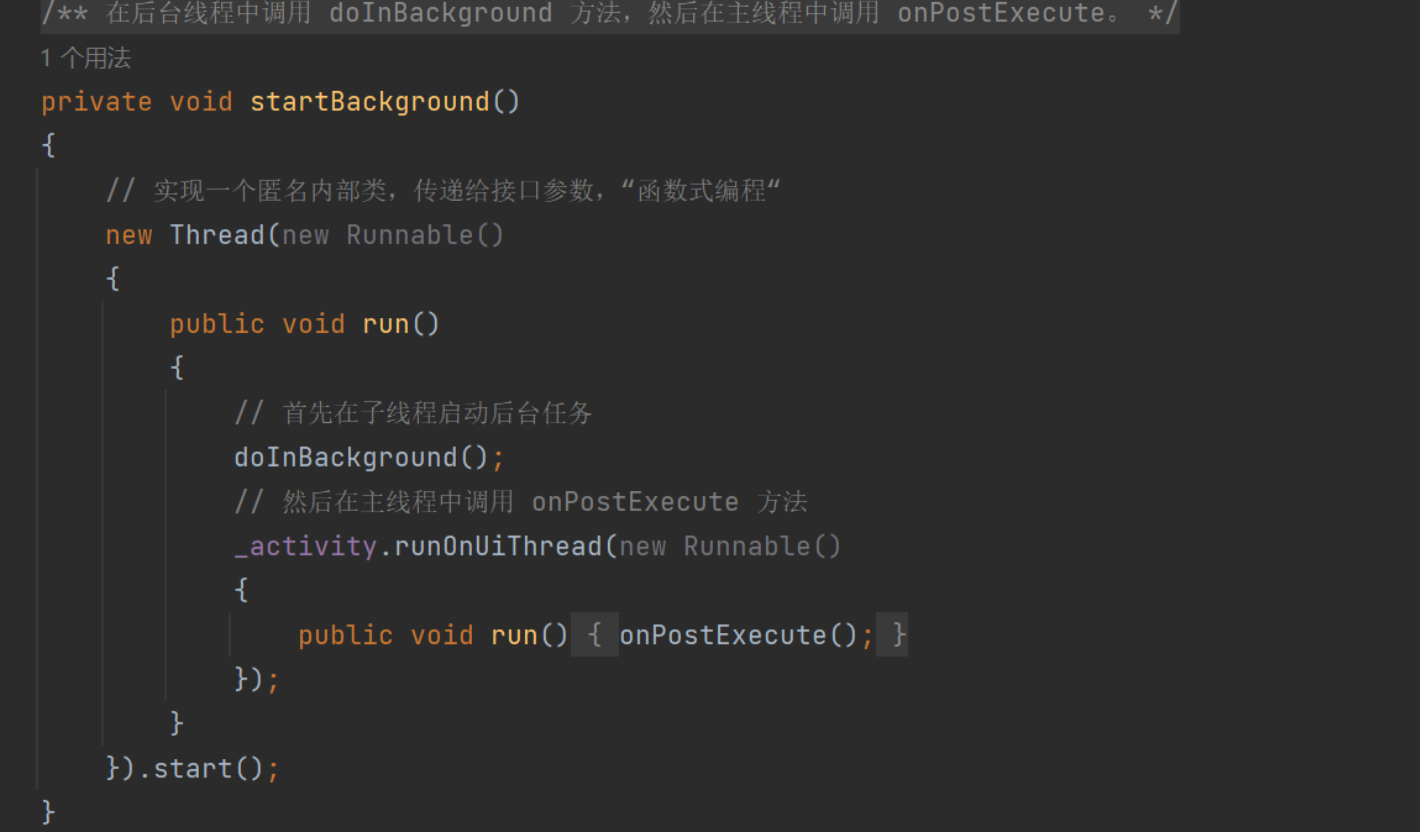 /** 在后台线程中调用 doInBackground 方法，然后在主线程中调用 onPostExecute。 */
1 个用法
private void startBackground()
{
// 实现一个匿名内部类，传递给接口参数，“函数式编程“
new Thread(new Runnable()
{
public void run()
{
// 首先在子线程启动后台任务
doInBackground();
// 然后在主线程中调用 onPostExecute 方法
_activity.runOnUiThread(new Runnable()
{
public void run() { onPostExecute(); }
});
}
}).start();
}